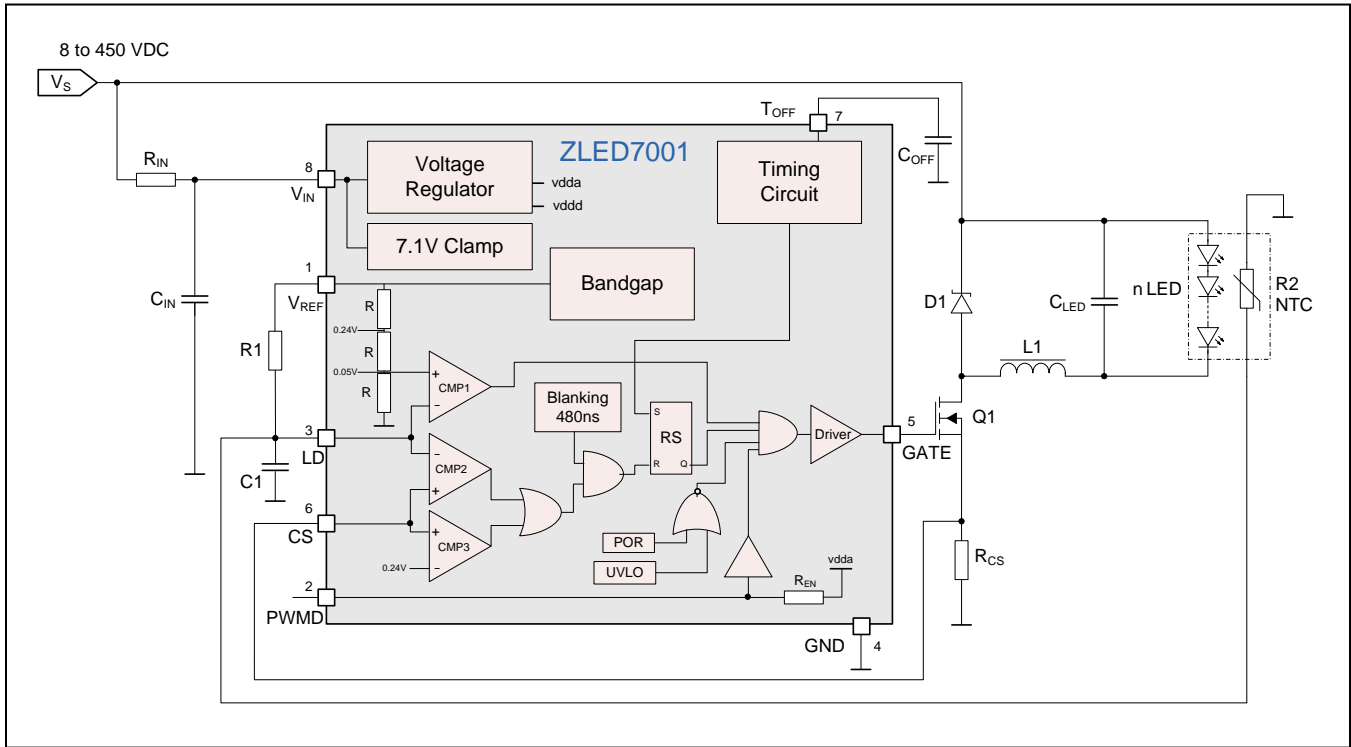 8 to 450 VDC
VS
RIN
CIN
R1
C1
8
VIN
1
VREF
3
LD
6
CS
2
PWMD
ZLED7001
Voltage
Regulator
vdda
vddd
7.1V Clamp
Bandgap
TOFF
7
COFF
Timing
Circuit
R
0.24V
R
0.05V
R
+
CMP1
−
−
CMP2
+
+
CMP3
0.24V
−
Blanking
480ns
S
RS
R
Q
POR
UVLO
Driver
REN
vdda
5
GATE
GND
4
D1
L1
CLED
n LED
R2
NTC
Q1
RCS